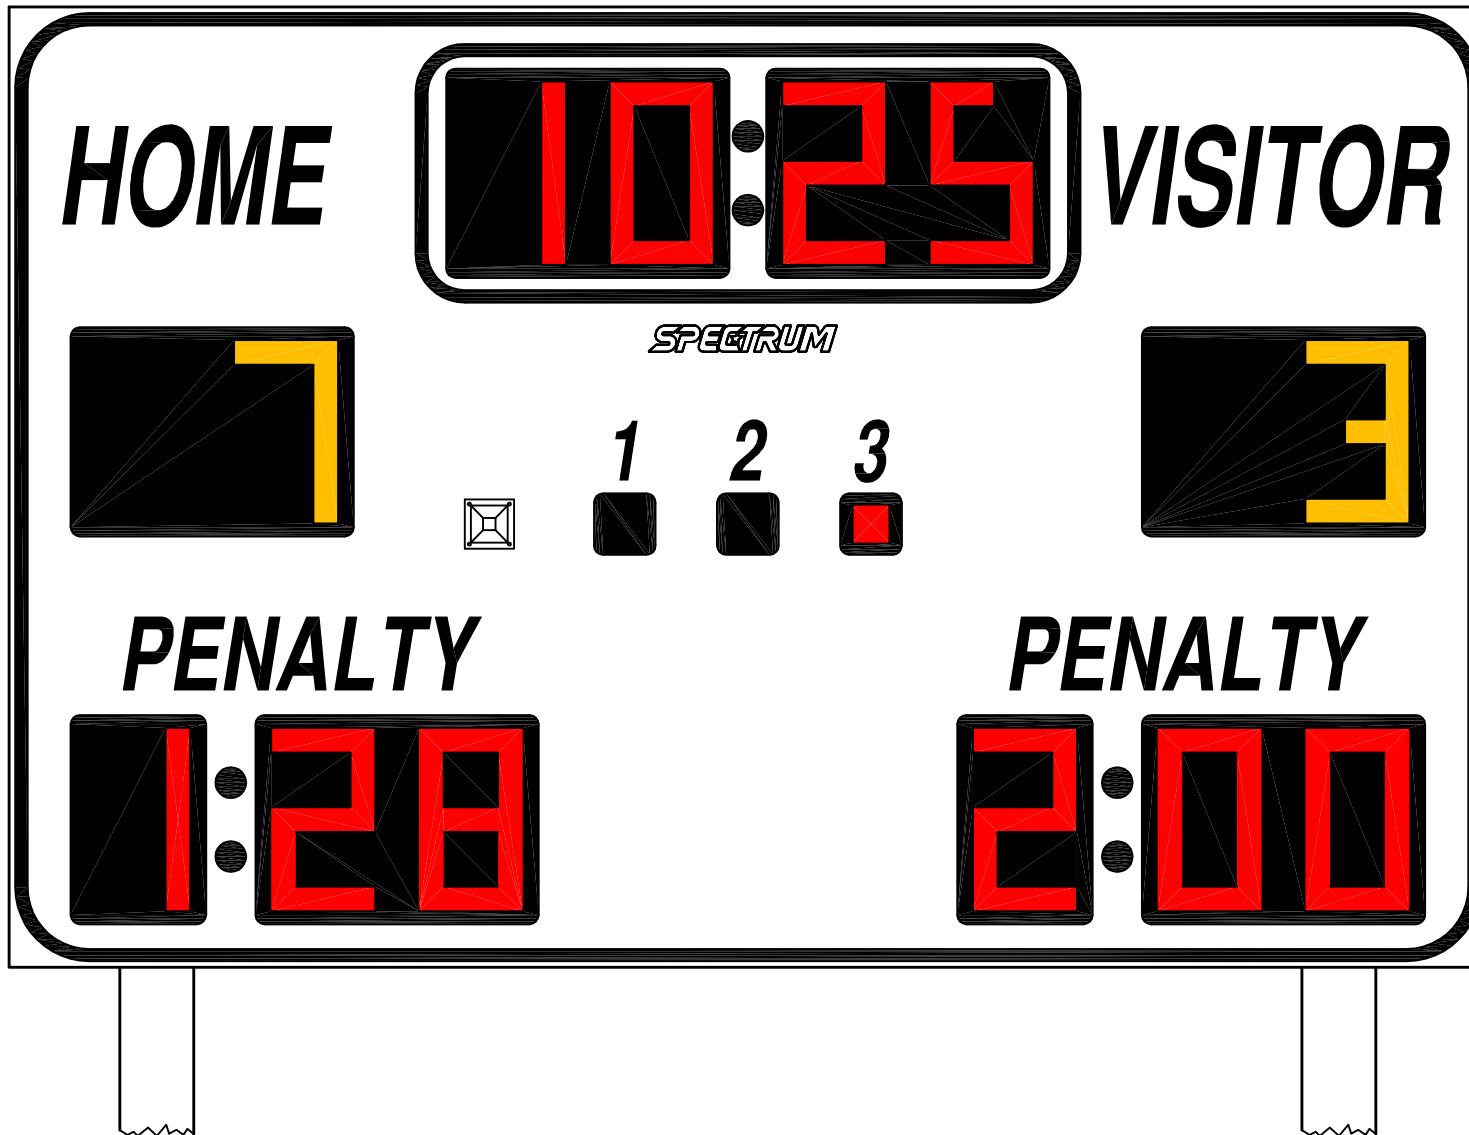 10:25
HOME VISITOR
SPECTRUM
7 3
1 2 3
PENALTY PENALTY
1:28 2:00